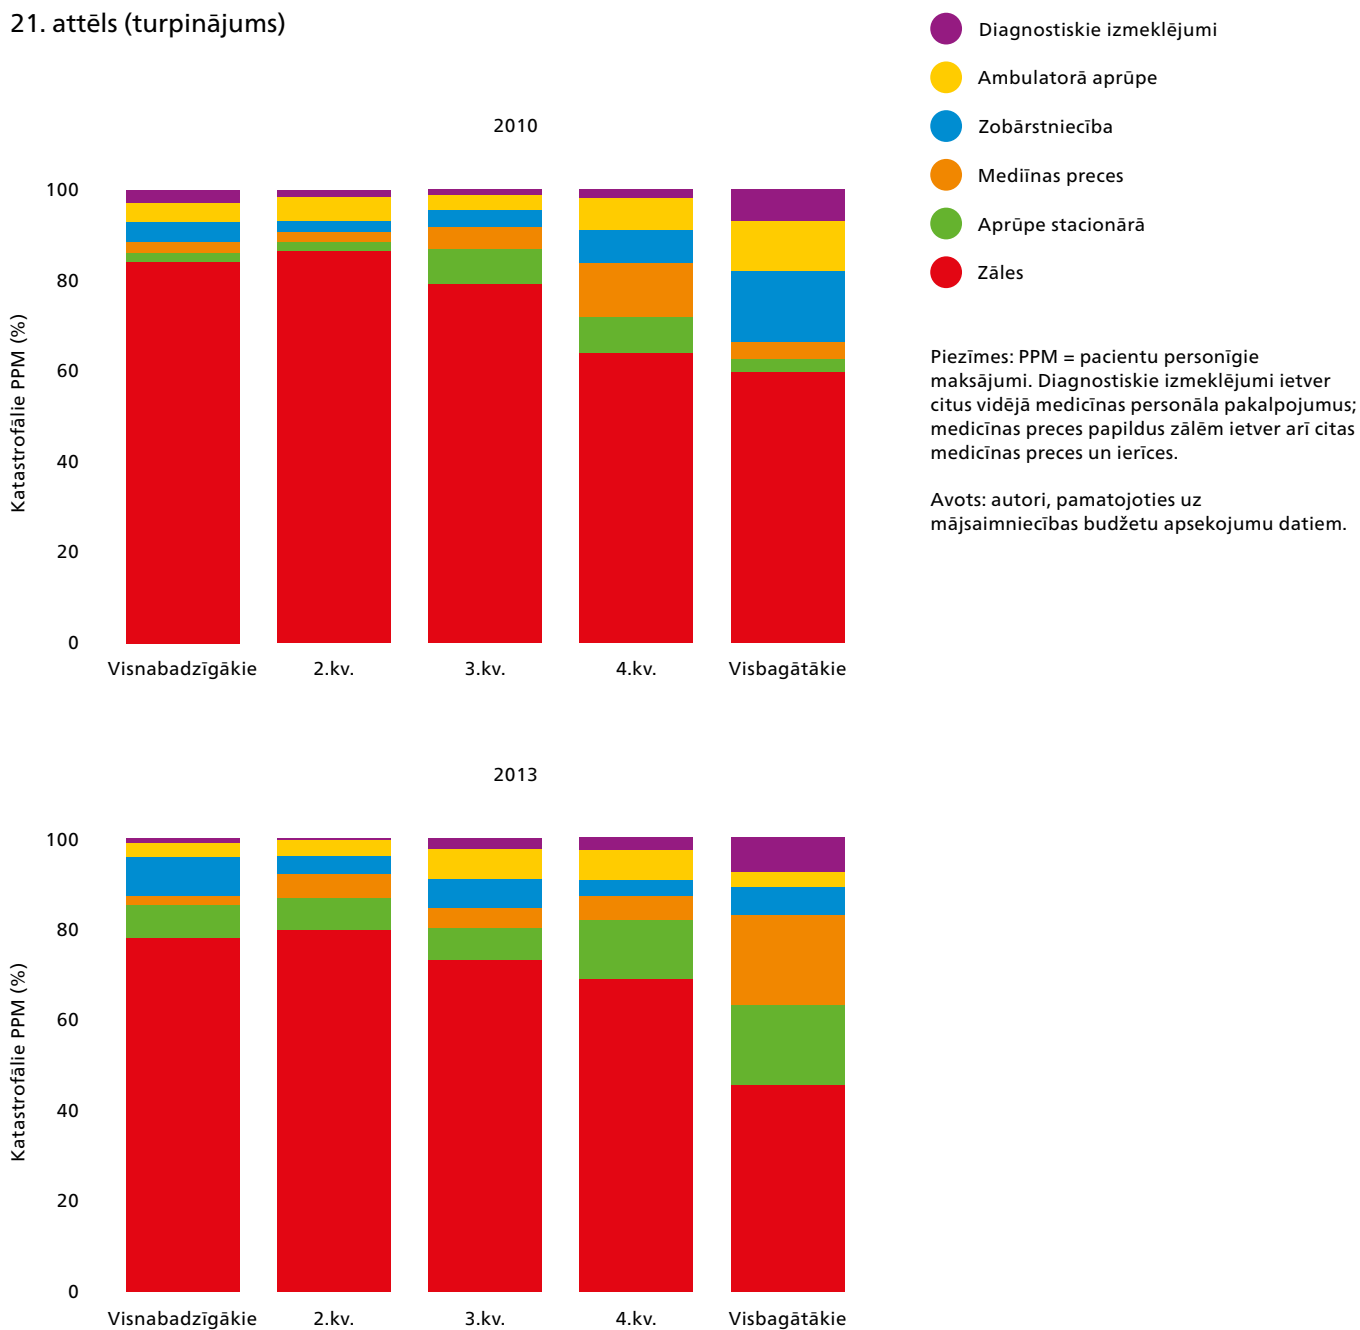 21. attēls (turpinājums)
Diagnostiskie izmeklējumi
Ambulatorā aprūpe
Zobārstniecība
Mediīnas preces
Aprūpe stacionārā
Zāles
Piezīmes: PPM = pacientu personīgie
maksājumi. Diagnostiskie izmeklējumi ietver
citus vidējā medicīnas personāla pakalpojumus;
medicīnas preces papildus zālēm ietver arī citas
medicīnas preces un ierīces.
Avots: autori, pamatojoties uz
mājsaimniecības budžetu apsekojumu datiem.
2010
Katastrofālie PPM (%)
100
80
60
40
20
0
Visnabadzīgākie 2.kv. 3.kv. 4.kv. Visbagātākie
2013
Katastrofālie PPM (%)
100
80
60
40
20
0
Visnabadzīgākie 2.kv. 3.kv. 4.kv. Visbagātākie